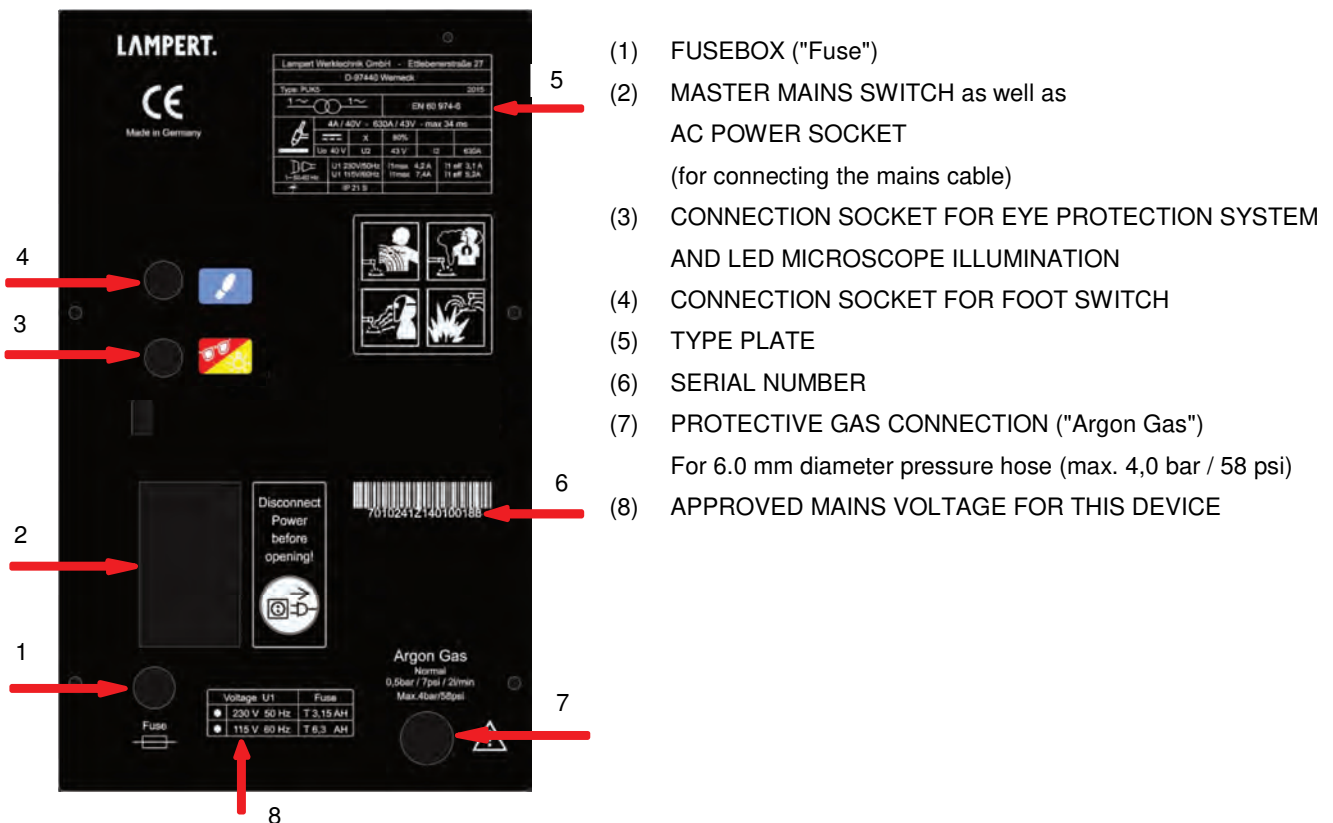 LAMPERT.
CE
Made in Germany
Lampert Werktechnik GmbH - Ettlebenerstraße 27
D-97440 Werneck
Type: PUK5 2015
1~ 1~ EN 60 974-6
4A / 40V - 630A / 43V - max 34 ms
X 80%
Uo 40 V U2 43 V I2 630A
1~50-60 Hz U1 230V/50Hz I1max 4,2 A I1 eff 3,1 A
U1 115V/60Hz I1max 7,4A I1 eff 5,2A
IP 21 S
5
4
3
Disconnect
Power
before
opening!
7010241Z140100188
6
2
1
Fuse
Voltage U1 Fuse
230 V 50 Hz T 3,15 AH
115 V 60 Hz T 6,3 AH
8
Argon Gas
Normal
0,5bar / 7psi / 2l/min
Max.4bar/58psi
7
(1) FUSEBOX ("Fuse")
(2) MASTER MAINS SWITCH as well as
AC POWER SOCKET
(for connecting the mains cable)
(3) CONNECTION SOCKET FOR EYE PROTECTION SYSTEM
AND LED MICROSCOPE ILLUMINATION
(4) CONNECTION SOCKET FOR FOOT SWITCH
(5) TYPE PLATE
(6) SERIAL NUMBER
(7) PROTECTIVE GAS CONNECTION ("Argon Gas")
For 6.0 mm diameter pressure hose (max. 4,0 bar / 58 psi)
(8) APPROVED MAINS VOLTAGE FOR THIS DEVICE